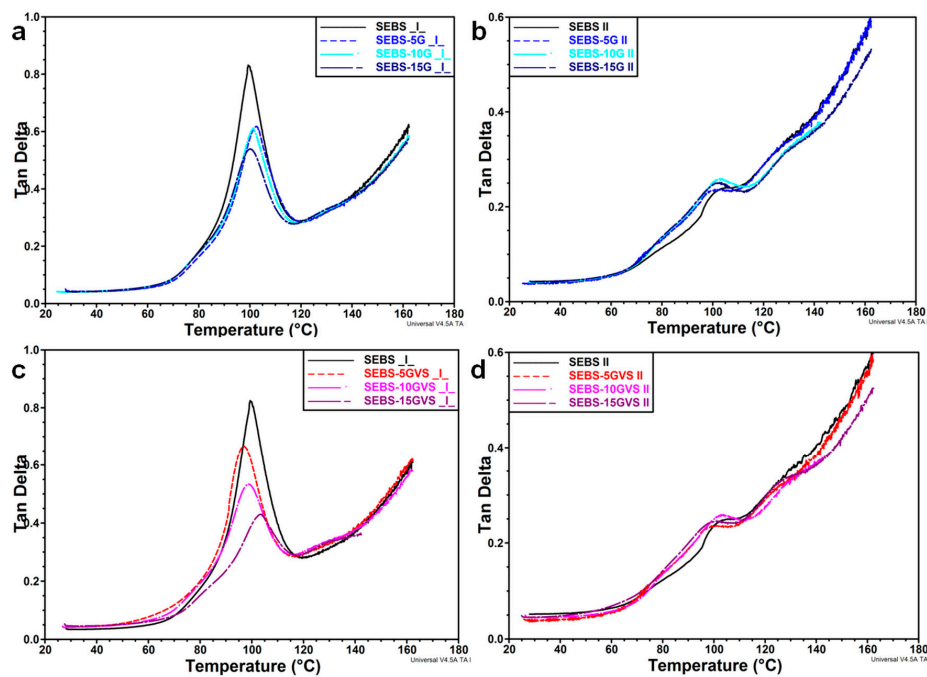 a
1.0
0.8
0.6
0.4
0.2
0.0
Tan Delta
SEBS _I_
SEBS-5G _I_
SEBS-10G _I_
SEBS-15G _I_
20 40 60 80 100 120 140 160 180
Temperature (°C)
Universal V4.5A TA I
b
0.6
0.4
0.2
0.0
Tan Delta
SEBS II
SEBS-5G II
SEBS-10G II
SEBS-15G II
20 40 60 80 100 120 140 160 180
Temperature (°C)
Universal V4.5A TA
c
1.0
0.8
0.6
0.4
0.2
0.0
Tan Delta
SEBS _I_
SEBS-5GVS _I_
SEBS-10GVS _I_
SEBS-15GVS _I_
20 40 60 80 100 120 140 160 180
Temperature (°C)
Universal V4.5A TA I
d
0.6
0.4
0.2
0.0
Tan Delta
SEBS II
SEBS-5GVS II
SEBS-10GVS II
SEBS-15GVS II
20 40 60 80 100 120 140 160 180
Temperature (°C)
Universal V4.5A TA